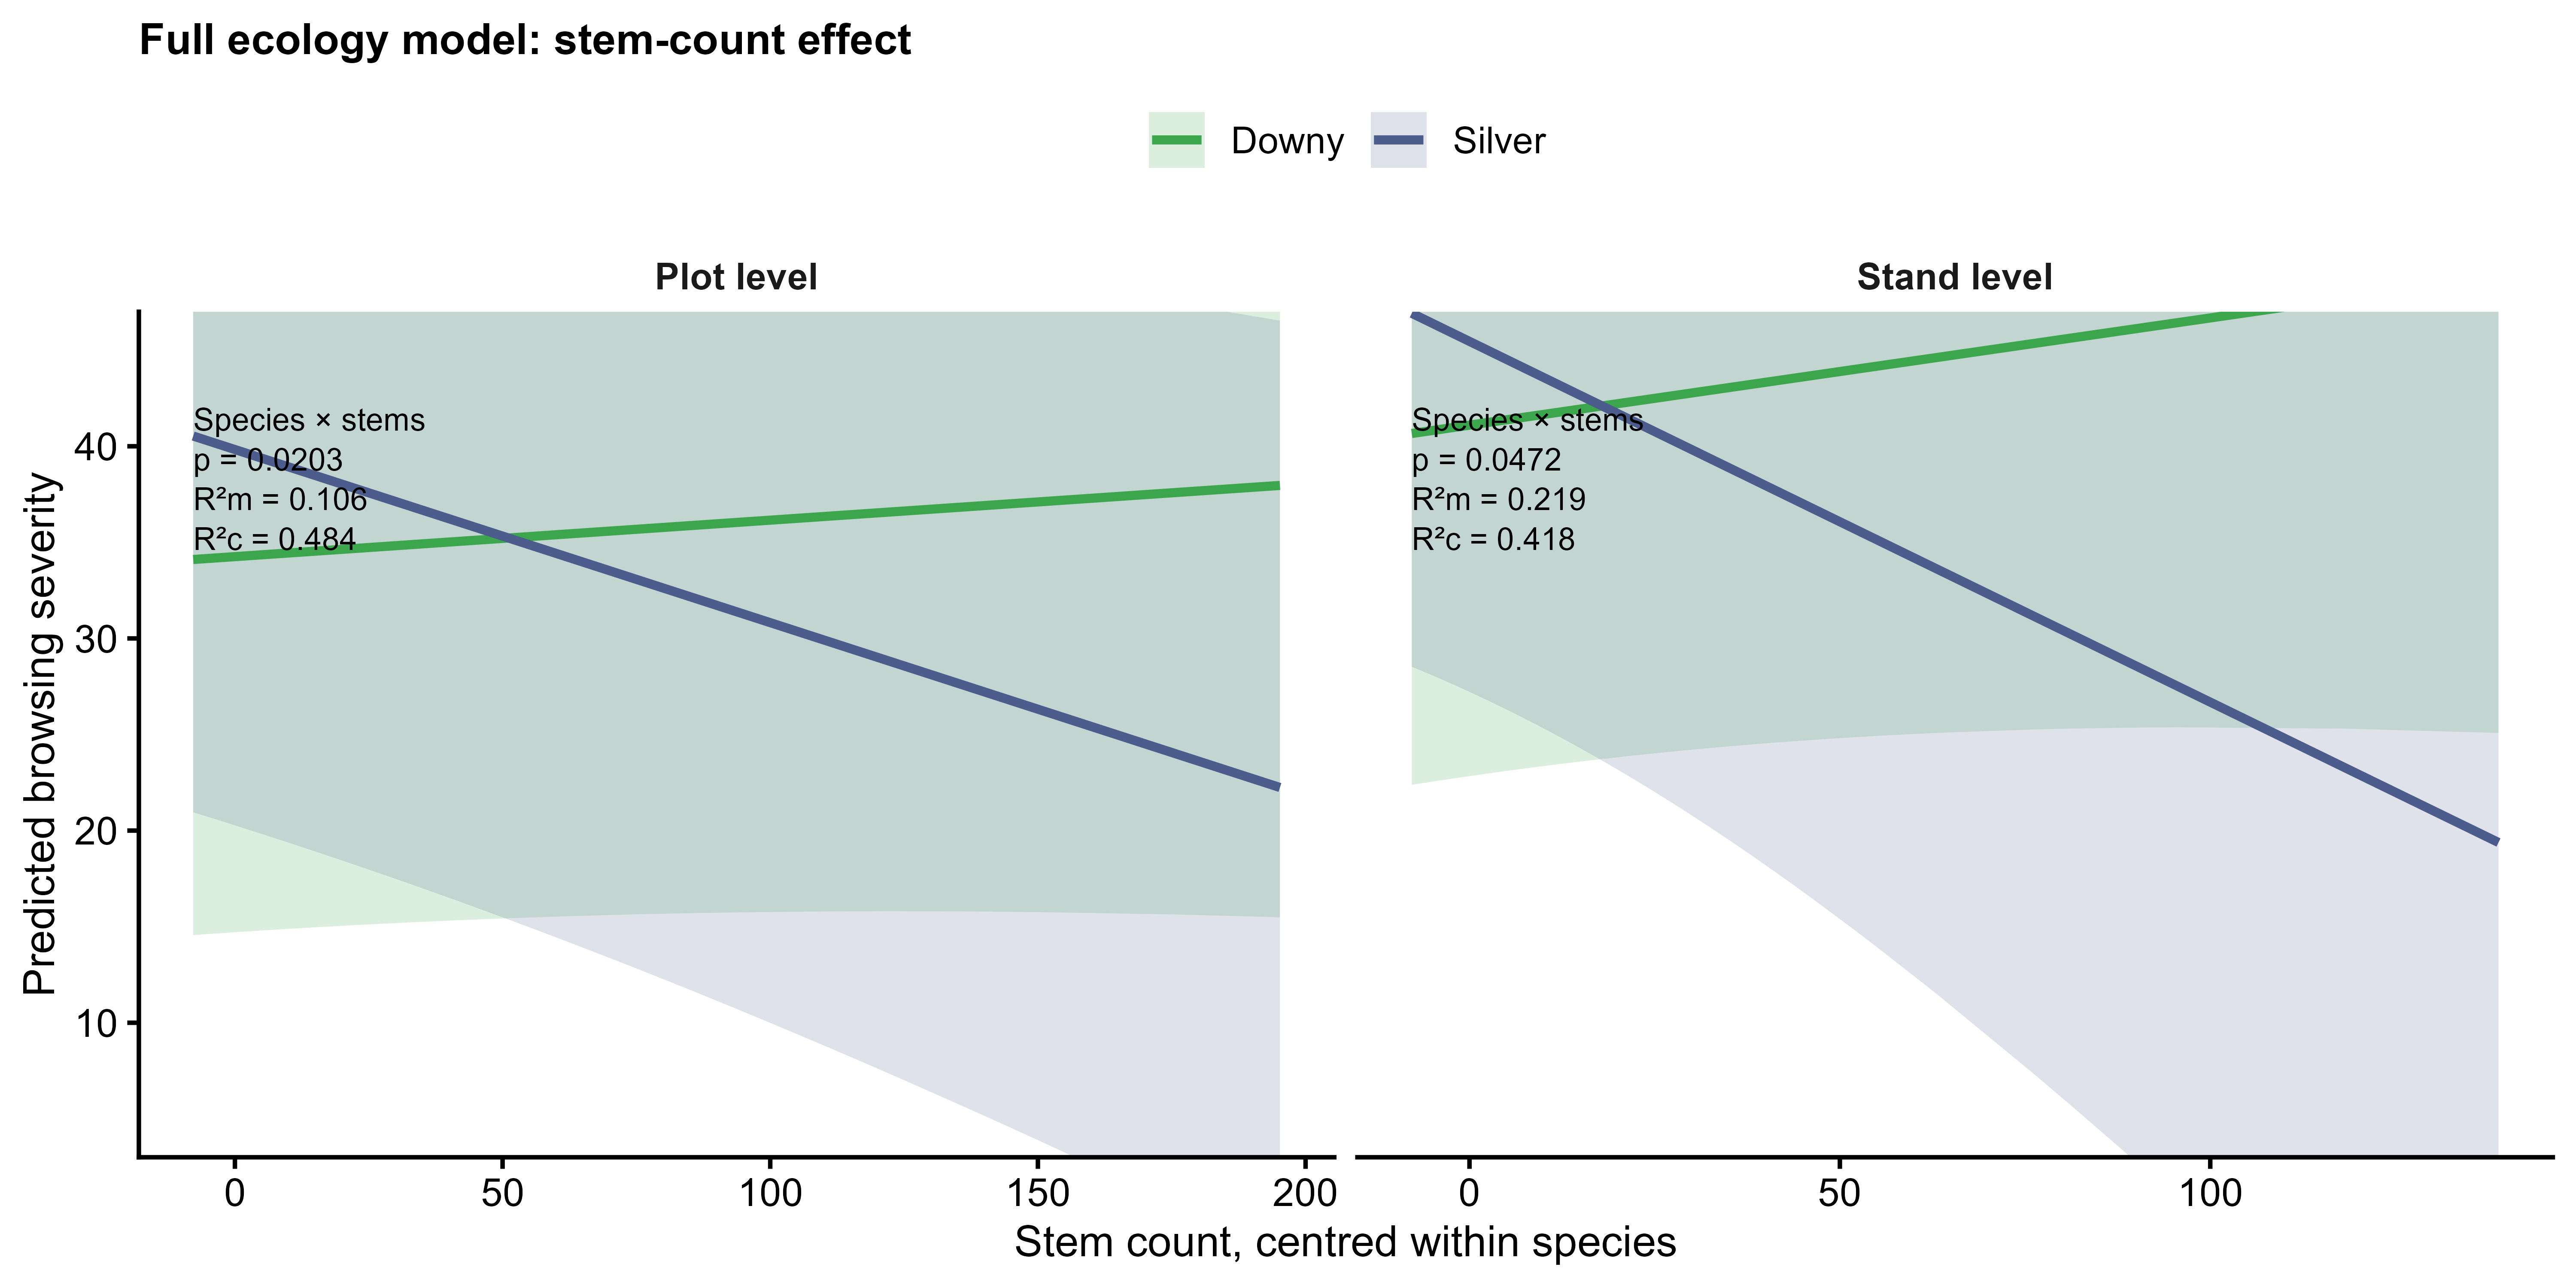 Full ecology model: stem-count effect
Downy
Silver
Plot level
Stand level
Predicted browsing severity
40
30
20
10
Species × stems
p = 0.0203
R²m = 0.106
R²c = 0.484
Species × stems
p = 0.0472
R²m = 0.219
R²c = 0.418
0
50
100
150
200
0
50
100
Stem count, centred within species